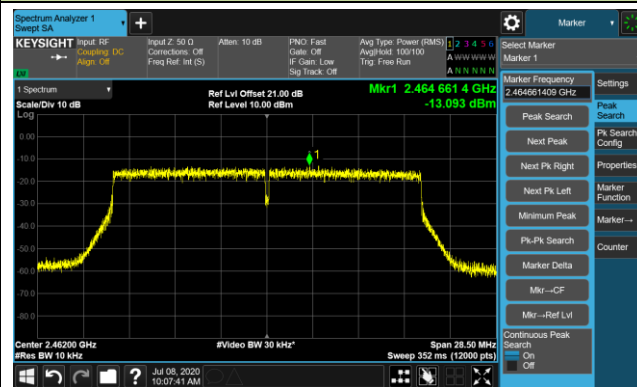 Spectrum Analyzer 1
Swept SA
Marker
KEYSIGHT
Input: RF
Coupling: DC
Align: Off
Input Z: 50 Ω
Corrections: Off
Freq Ref: Int (S)
Atten: 10 dB
PNO: Fast
Gate: Off
IF Gain: Low
Sig Track: Off
Avg Type: Power (RMS)
Avg|Hold: 100/100
Trig: Free Run
1 2 3 4 5 6
A W W W W W
A N N N N N
LXI
Select Marker
Marker 1
1 Spectrum
Scale/Div 10 dB
Log
Ref Lvl Offset 21.00 dB
Ref Level 10.00 dBm
Mkr1 2.464 661 4 GHz
-13.093 dBm
0.00
-10.0
-20.0
-30.0
-40.0
-50.0
-60.0
-70.0
-80.0
1
Center 2.46200 GHz
#Res BW 10 kHz
#Video BW 30 kHz*
Span 28.50 MHz
Sweep 352 ms (12000 pts)
Marker Frequency
2.464661409 GHz
Peak Search
Next Peak
Next Pk Right
Next Pk Left
Minimum Peak
Pk-Pk Search
Marker Delta
Mkr→CF
Mkr→Ref Lvl
Continuous Peak
Search
On
Off
Settings
Peak
Search
Pk Search
Config
Properties
Marker
Function
Marker→
Counter
?
Jul 08, 2020
10:07:41 AM